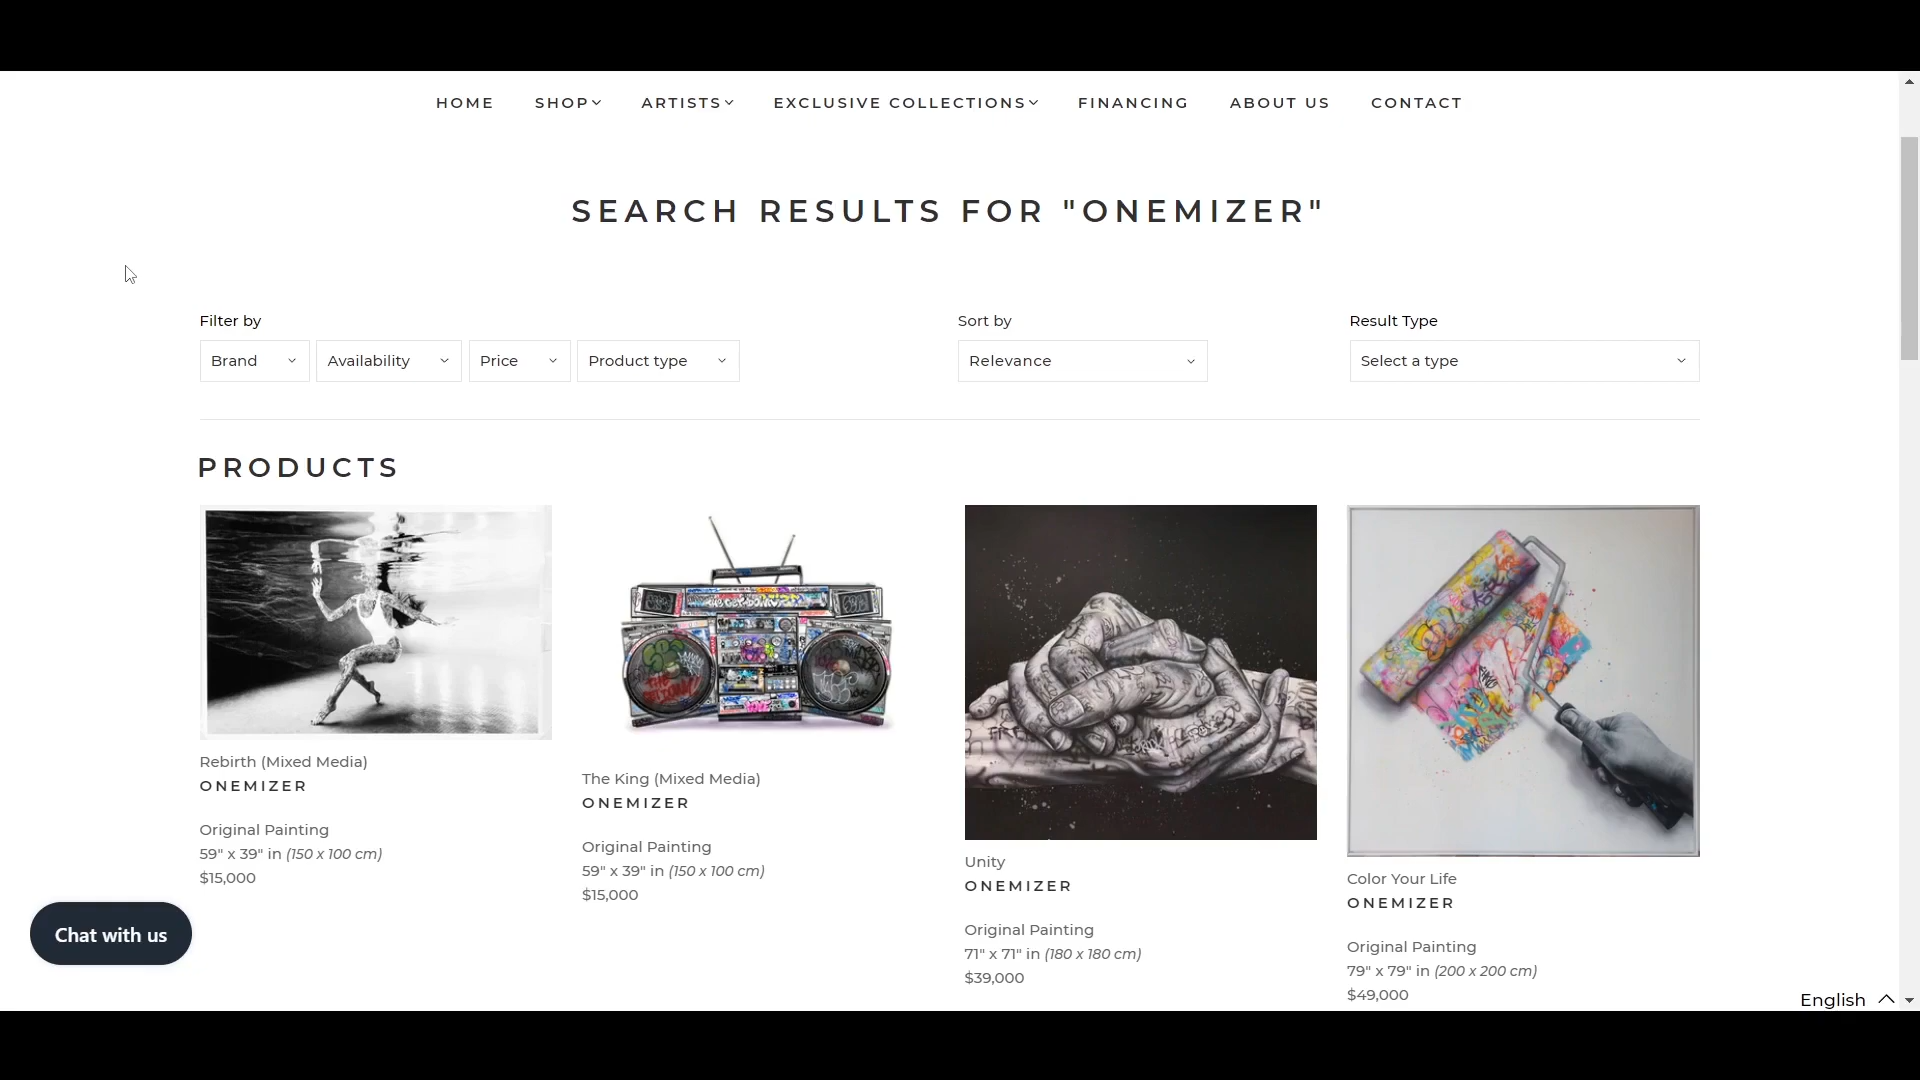 HOME SHOP ARTISTS EXCLUSIVE COLLECTIONS FINANCING ABOUT US CONTACT
SEARCH RESULTS FOR "ONEMIZER"
Filter by
Brand Availability Price Product type
Sort by
Relevance
Result Type
Select a type
PRODUCTS
Rebirth (Mixed Media)
ONEMIZER
Original Painting
59" x 39" in (150 x 100 cm)
$15,000
The King (Mixed Media)
ONEMIZER
Original Painting
59" x 39" in (150 x 100 cm)
$15,000
Unity
ONEMIZER
Original Painting
71" x 71" in (180 x 180 cm)
$39,000
Color Your Life
ONEMIZER
Original Painting
79" x 79" in (200 x 200 cm)
$49,000
Chat with us
English